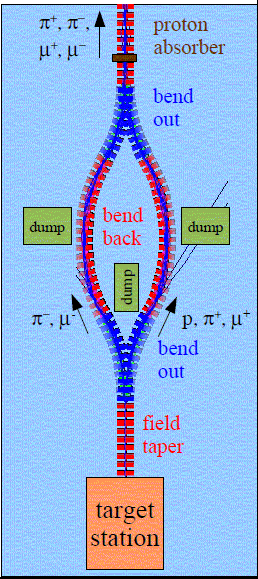 π⁺, π⁻,
μ⁺, μ⁻
proton
absorber
bend
out
dump
bend
back
dump
dump
π⁻, μ⁻
p, π⁺, μ⁺
bend
out
field
taper
target
station